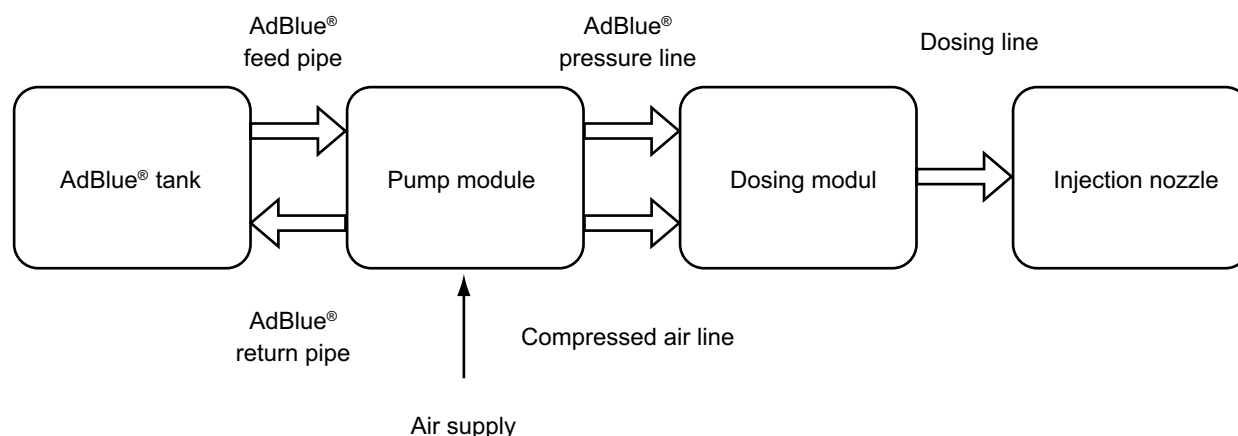 AdBlue®
feed pipe
AdBlue®
pressure line
Dosing line
AdBlue® tank
Pump module
Dosing modul
Injection nozzle
AdBlue®
return pipe
Compressed air line
Air supply